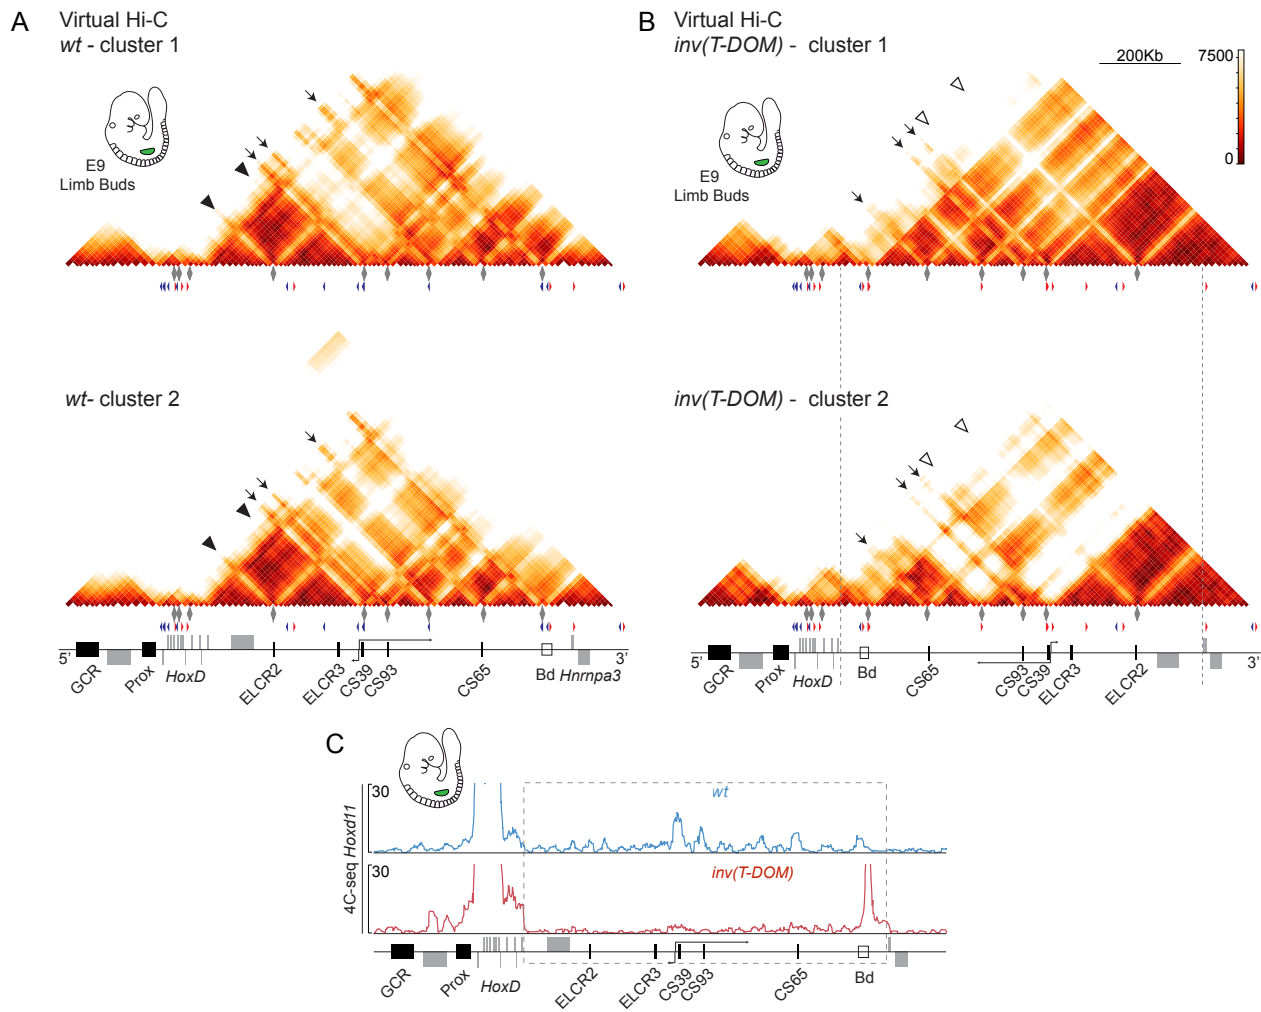 A
Virtual Hi-C
wt - cluster 1
E9
Limb Buds
B
Virtual Hi-C
inv(T-DOM) - cluster 1
200Kb
7500
0
E9
Limb Buds
wt- cluster 2
5'
GCR
Prox
HoxD
ELCR2
ELCR3
CS39
CS93
CS65
Bd
Hnrnpa3
3'
inv(T-DOM) - cluster 2
5'
GCR
Prox
HoxD
Bd
CS65
CS93
CS39
ELCR3
ELCR2
3'
C
4C-seq Hoxd11
30
wt
30
inv(T-DOM)
GCR
Prox
HoxD
ELCR2
ELCR3
CS39
CS93
CS65
Bd